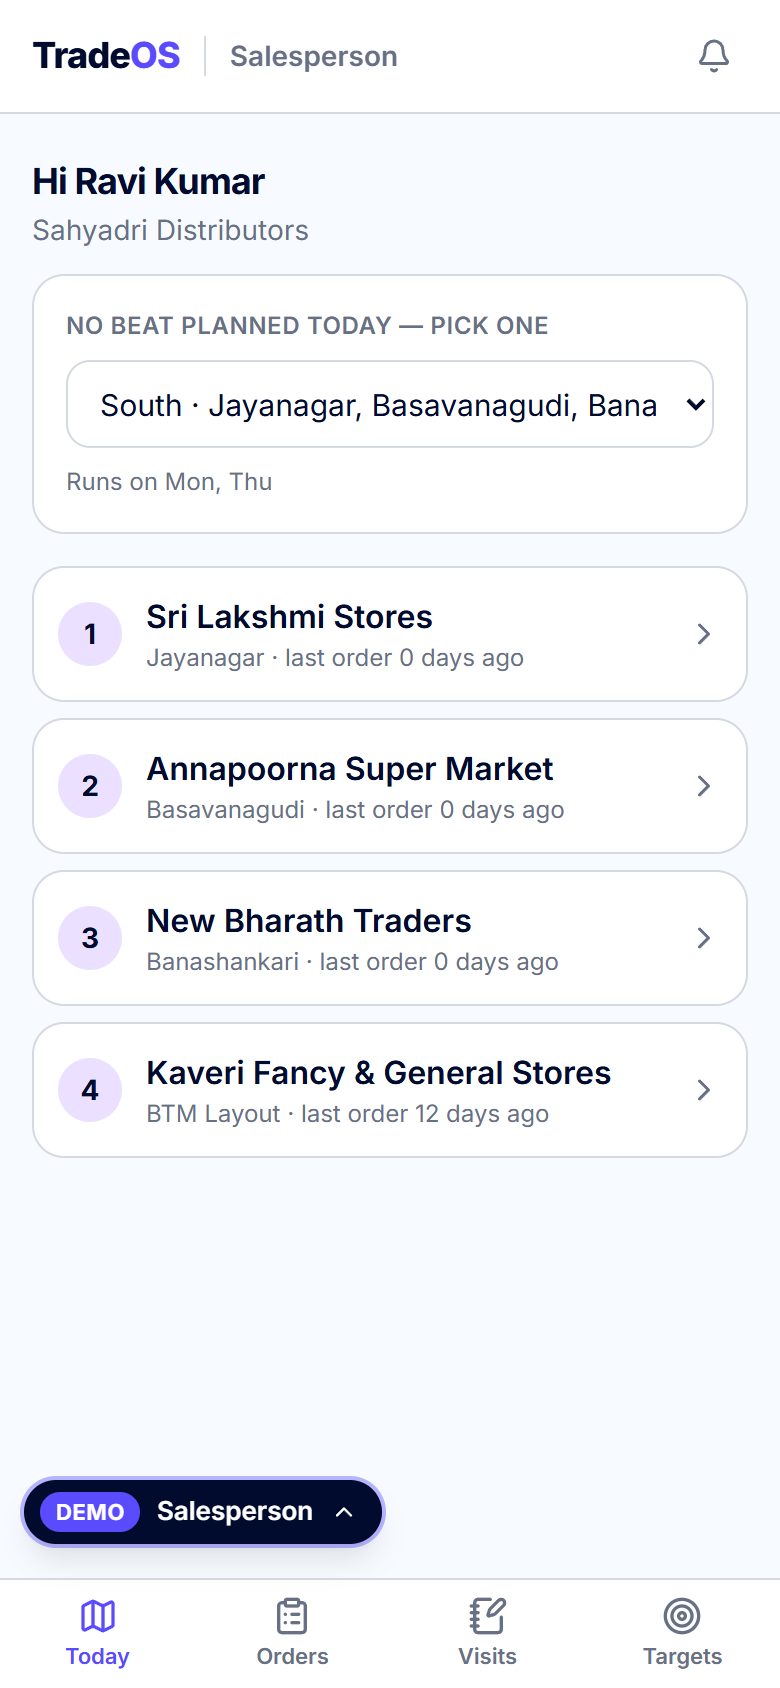 TradeOS
Salesperson
Hi Ravi Kumar
Sahyadri Distributors
NO BEAT PLANNED TODAY — PICK ONE
South · Jayanagar, Basavanagudi, Bana
Runs on Mon, Thu
1
Sri Lakshmi Stores
Jayanagar · last order 0 days ago
2
Annapoorna Super Market
Basavanagudi · last order 0 days ago
3
New Bharath Traders
Banashankari · last order 0 days ago
4
Kaveri Fancy & General Stores
BTM Layout · last order 12 days ago
DEMO Salesperson
Today
Orders
Visits
Targets